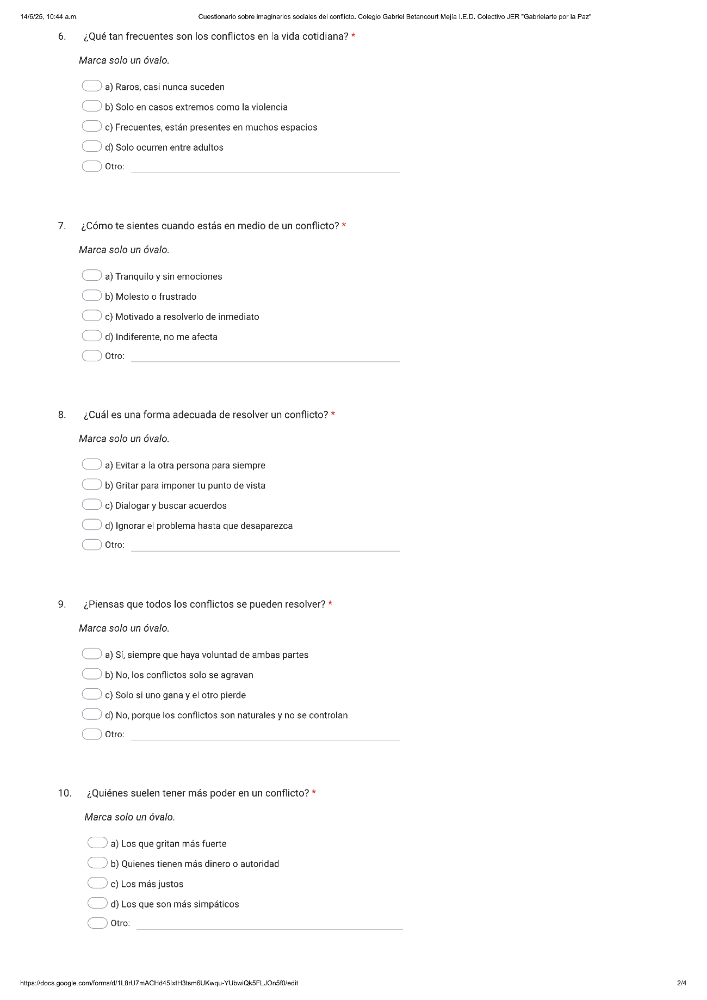 14/6/25, 10:44 a.m. Cuestionario sobre imaginarios sociales del conflicto. Colegio Gabriel Betancourt Mejía I.E.D. Colectivo JER "Gabrielarte por la Paz"
6. ¿Qué tan frecuentes son los conflictos en la vida cotidiana? *
Marca solo un óvalo.
a) Raros, casi nunca suceden
b) Solo en casos extremos como la violencia
c) Frecuentes, están presentes en muchos espacios
d) Solo ocurren entre adultos
Otro:
7. ¿Cómo te sientes cuando estás en medio de un conflicto? *
Marca solo un óvalo.
a) Tranquilo y sin emociones
b) Molesto o frustrado
c) Motivado a resolverlo de inmediato
d) Indiferente, no me afecta
Otro:
8. ¿Cuál es una forma adecuada de resolver un conflicto? *
Marca solo un óvalo.
a) Evitar a la otra persona para siempre
b) Gritar para imponer tu punto de vista
c) Dialogar y buscar acuerdos
d) Ignorar el problema hasta que desaparezca
Otro:
9. ¿Piensas que todos los conflictos se pueden resolver? *
Marca solo un óvalo.
a) Sí, siempre que haya voluntad de ambas partes
b) No, los conflictos solo se agravan
c) Solo si uno gana y el otro pierde
d) No, porque los conflictos son naturales y no se controlan
Otro:
10. ¿Quiénes suelen tener más poder en un conflicto? *
Marca solo un óvalo.
a) Los que gritan más fuerte
b) Quienes tienen más dinero o autoridad
c) Los más justos
d) Los que son más simpáticos
Otro:
https://docs.google.com/forms/d/1L8rU7mACHd45IxtH3tsm6UKwqu-YUbwiQk5FLJOn5f0/edit 2/4